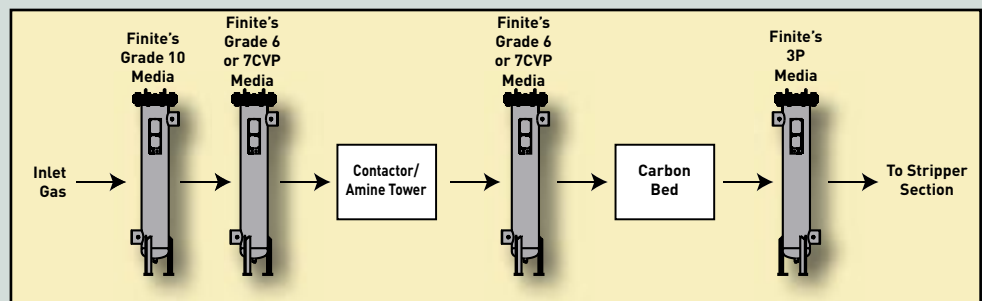 Inlet
Gas
Finite's
Grade 10
Media
Finite's
Grade 6
or 7CVP
Media
Contactor/
Amine Tower
Finite's
Grade 6
or 7CVP
Media
Carbon
Bed
Finite's
3P
Media
To Stripper
Section